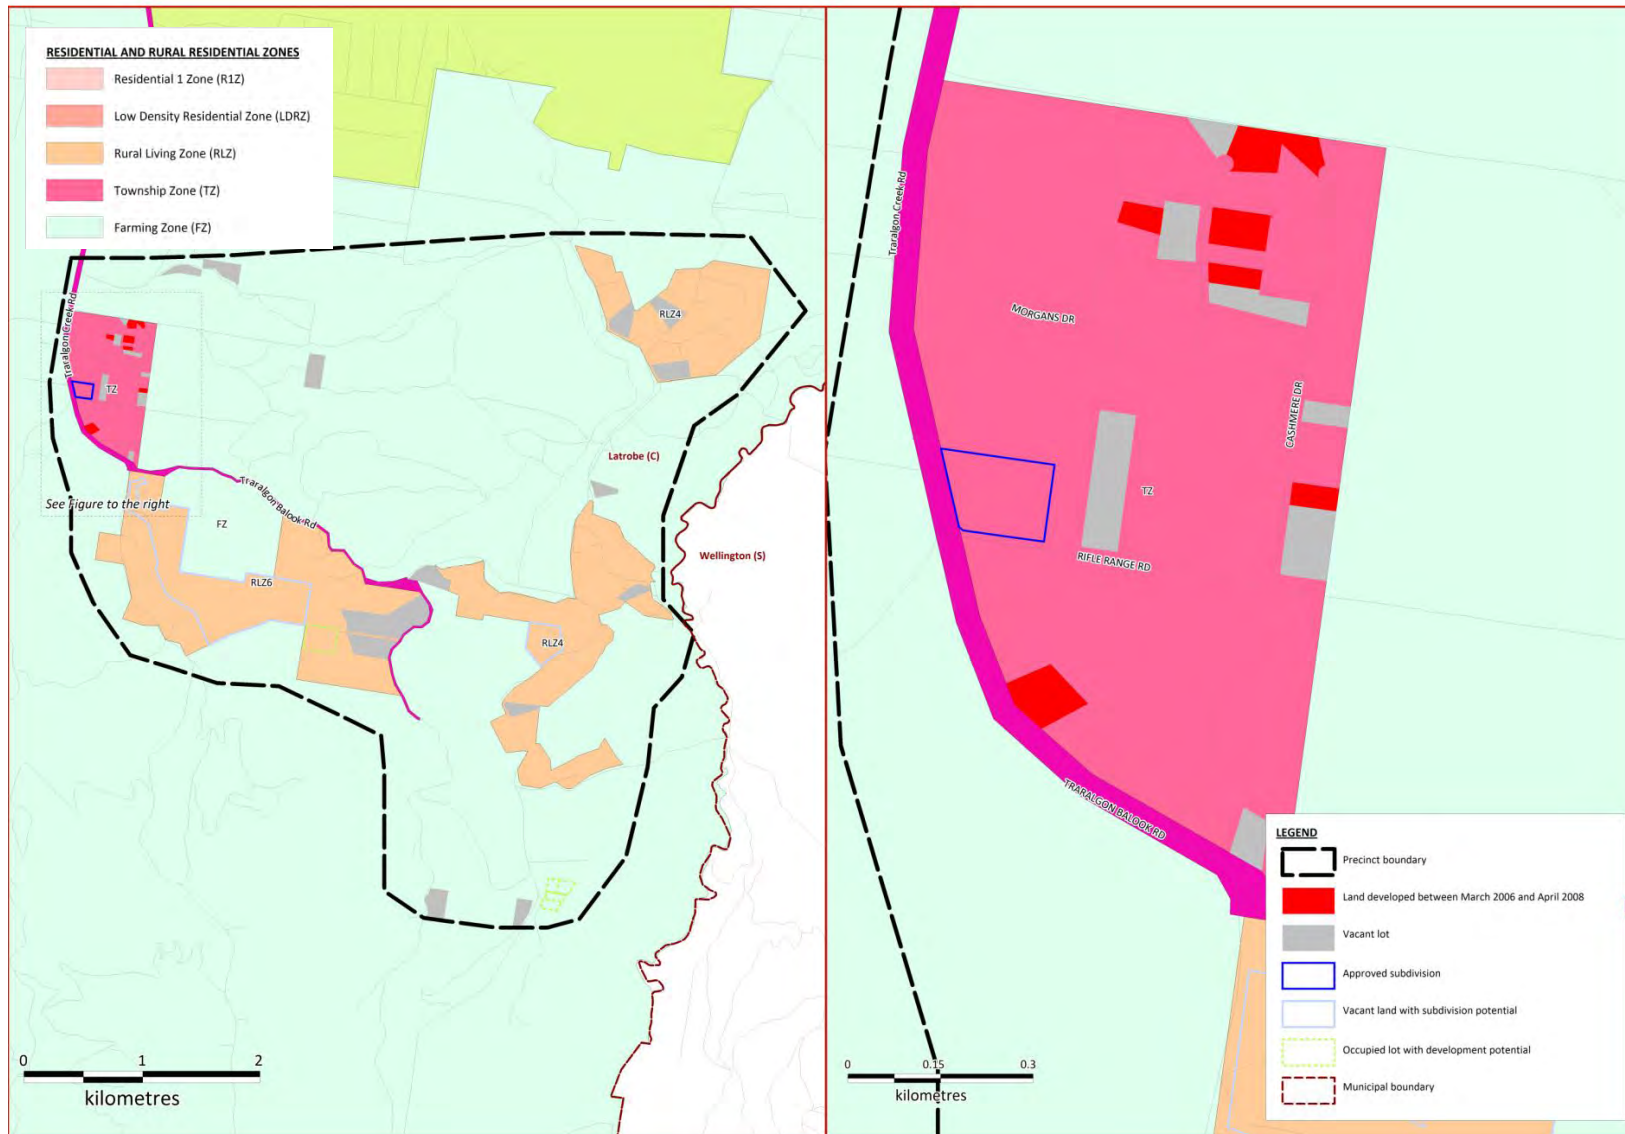 RESIDENTIAL AND RURAL RESIDENTIAL ZONES
Residential 1 Zone (R1Z)
Low Density Residential Zone (LDRZ)
Rural Living Zone (RLZ)
Township Zone (TZ)
Farming Zone (FZ)
Traralgon Creek Rd
TZ
See Figure to the right
Traralgon Balook Rd
FZ
RLZ6
RLZ4
RLZ4
Latrobe (C)
Wellington (S)
0 1 2
kilometres
Traralgon Creek Rd
MORGANS DR
CASHMERE DR
TZ
RIFLE RANGE RD
TRARALGON BALOOK RD
0 0.15 0.3
kilometres
LEGEND
Precinct boundary
Land developed between March 2006 and April 2008
Vacant lot
Approved subdivision
Vacant land with subdivision potential
Occupied lot with development potential
Municipal boundary